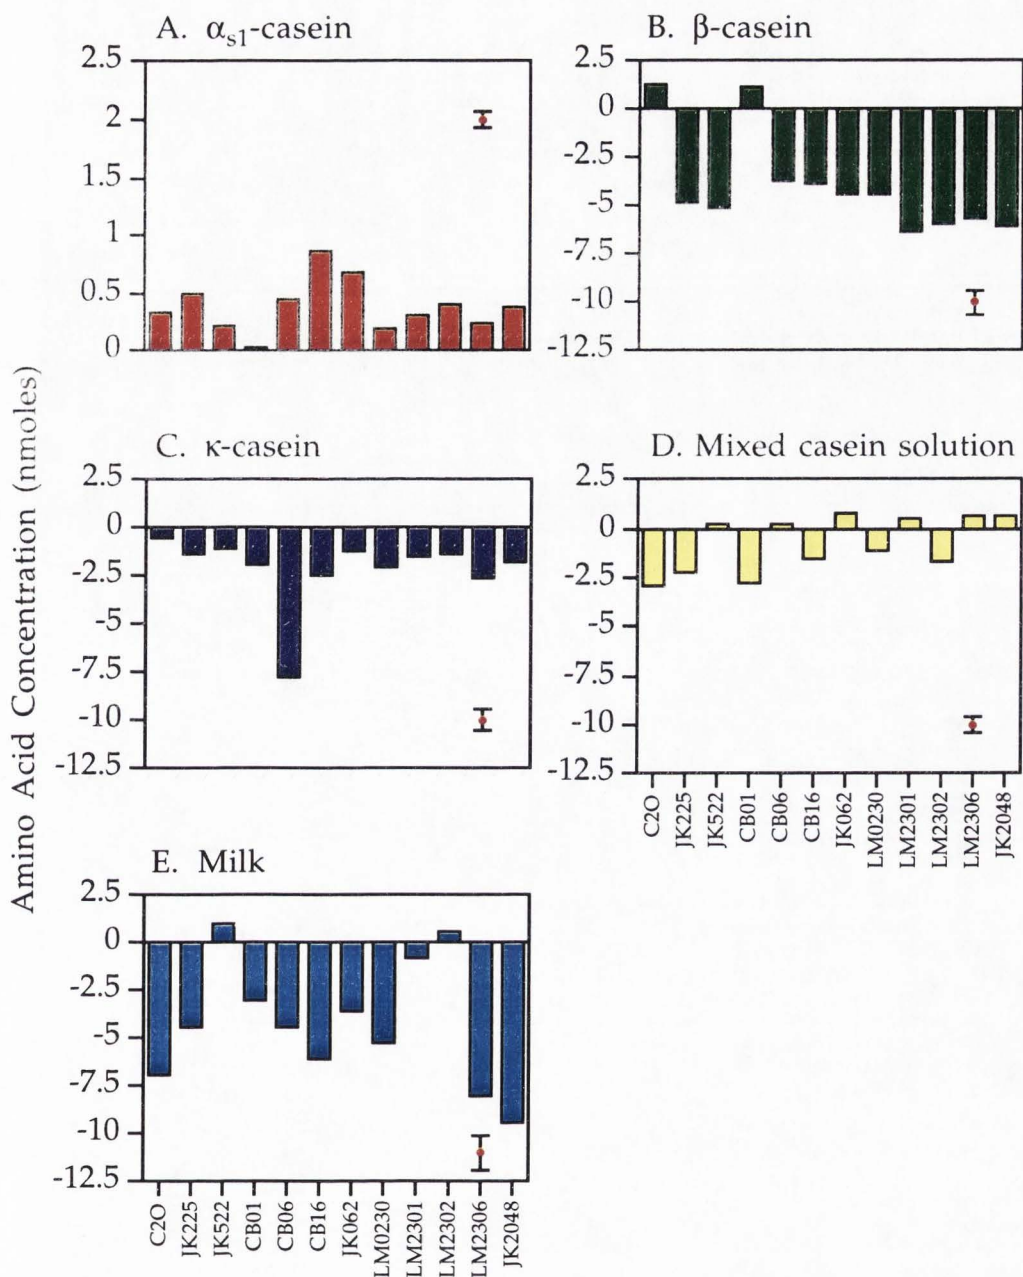 A. αs1-casein
2.5
2
1.5
1
0.5
0
B. β-casein
2.5
0
-2.5
-5
-7.5
-10
-12.5
Amino Acid Concentration (nmoles)
C. κ-casein
2.5
0
-2.5
-5
-7.5
-10
-12.5
D. Mixed casein solution
2.5
0
-2.5
-5
-7.5
-10
-12.5
C2O
JK225
JK522
CB01
CB06
CB16
JK062
LM0230
LM2301
LM2302
LM2306
JK2048
E. Milk
2.5
0
-2.5
-5
-7.5
-10
-12.5
C2O
JK225
JK522
CB01
CB06
CB16
JK062
LM0230
LM2301
LM2302
LM2306
JK2048